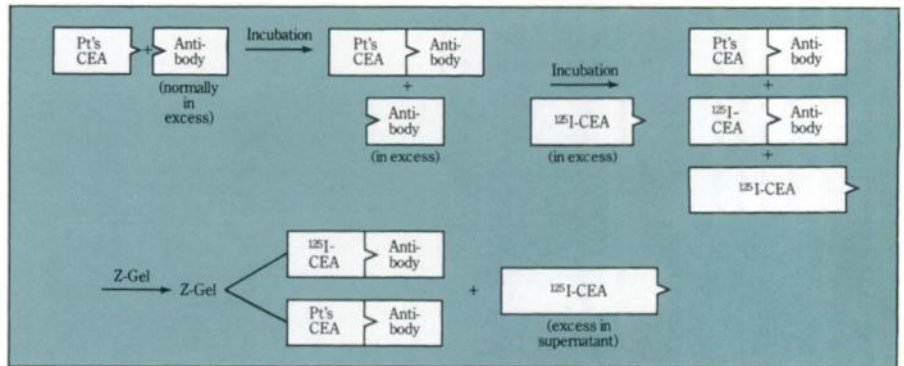 Pt's
CEA
+
Anti-
body
(normally
in
excess)
Incubation
Pt's
CEA
Anti-
body
+
Anti-
body
(in excess)
Incubation
125I-CEA
(in excess)
Pt's
CEA
Anti-
body
+
125I-
CEA
Anti-
body
+
125I-CEA
Z-Gel
Z-Gel
125I-
CEA
Anti-
body
Pt's
CEA
Anti-
body
+
125I-CEA
(excess in
supernatant)